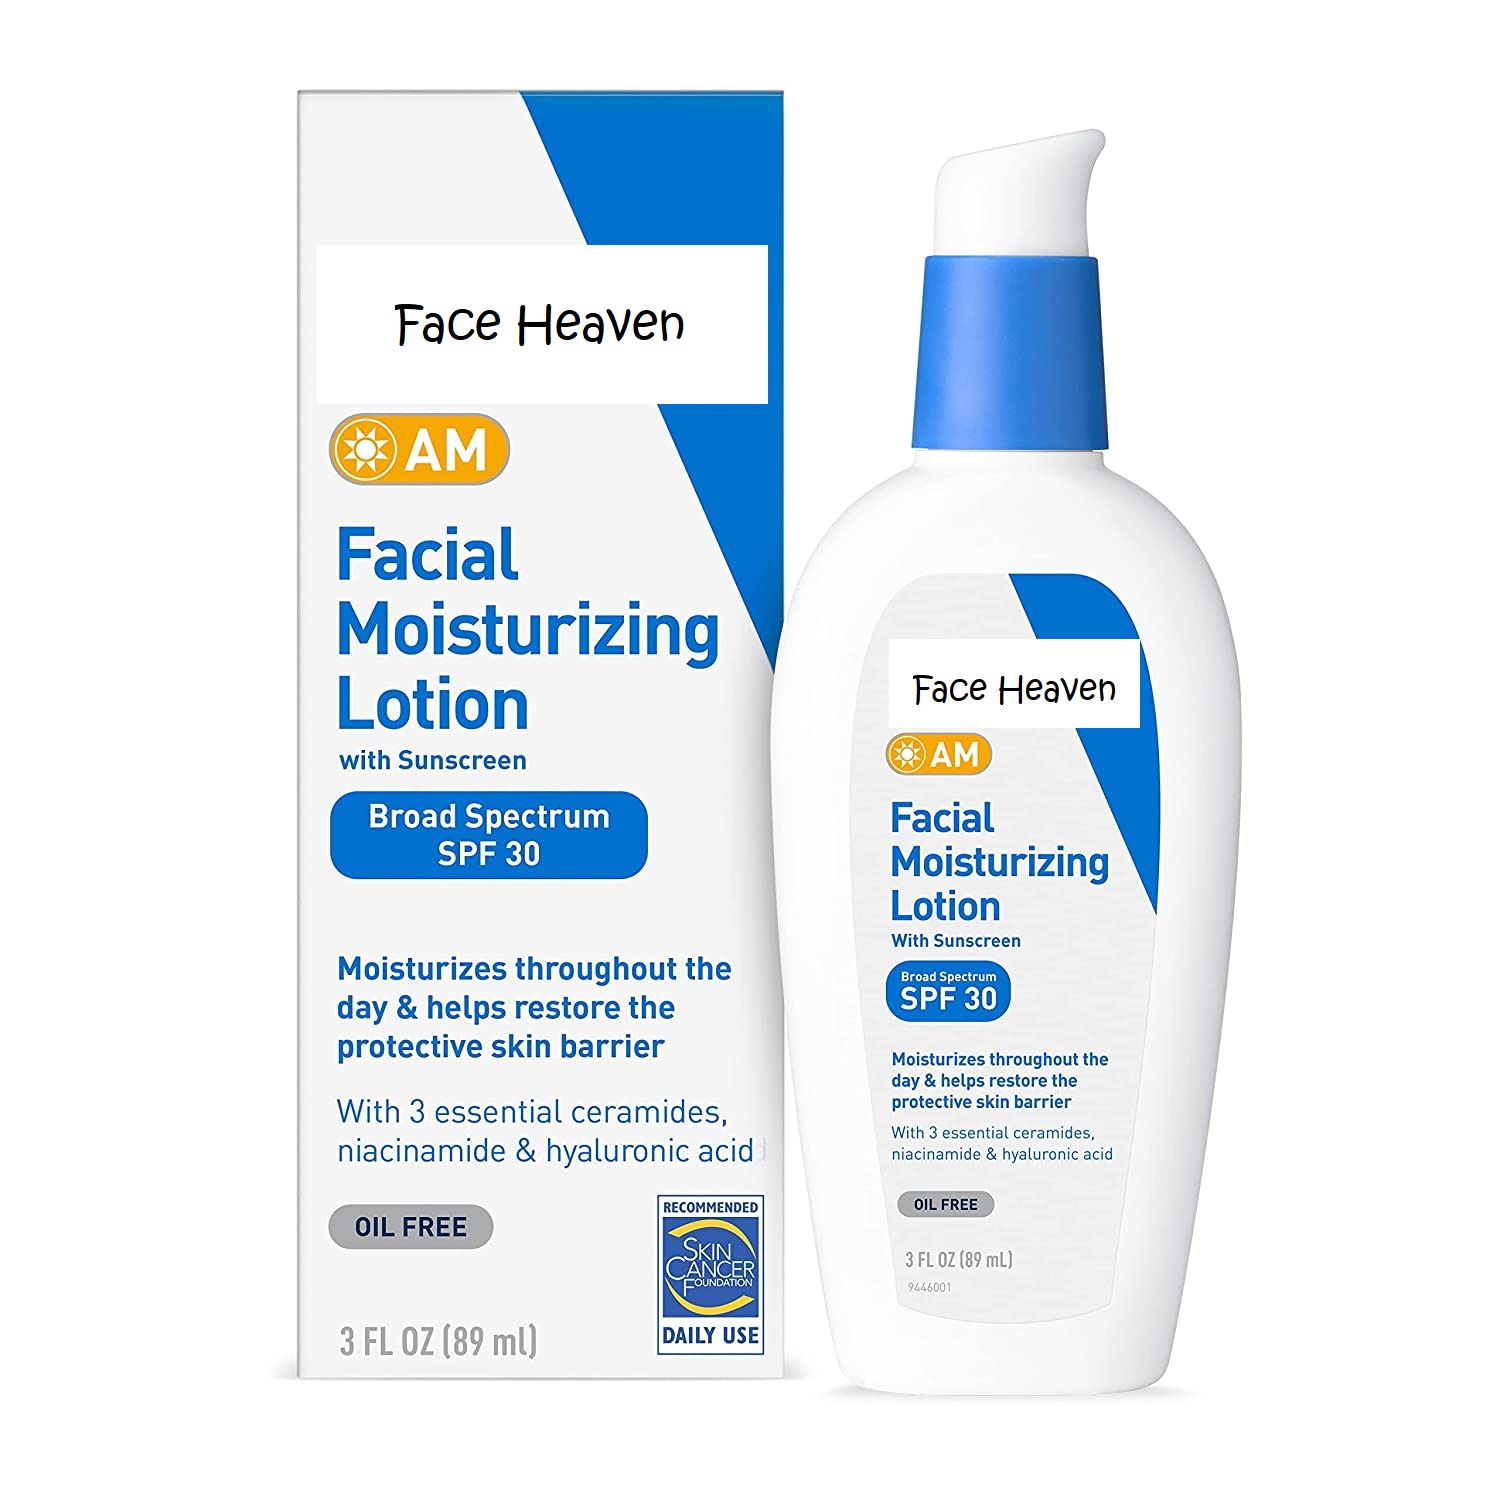 Face Heaven
AM
Facial
Moisturizing
Lotion
with Sunscreen
Broad Spectrum
SPF 30
Moisturizes throughout the
day & helps restore the
protective skin barrier
With 3 essential ceramides,
niacinamide & hyaluronic acid
OIL FREE
3 FL OZ (89 ml)
RECOMMENDED
SKIN
CANCER
FOUNDATION
DAILY USE
Face Heaven
AM
Facial
Moisturizing
Lotion
With Sunscreen
Broad Spectrum
SPF 30
Moisturizes throughout the
day & helps restore the
protective skin barrier
With 3 essential ceramides,
niacinamide & hyaluronic acid
OIL FREE
3 FL OZ (89 mL)
9446001